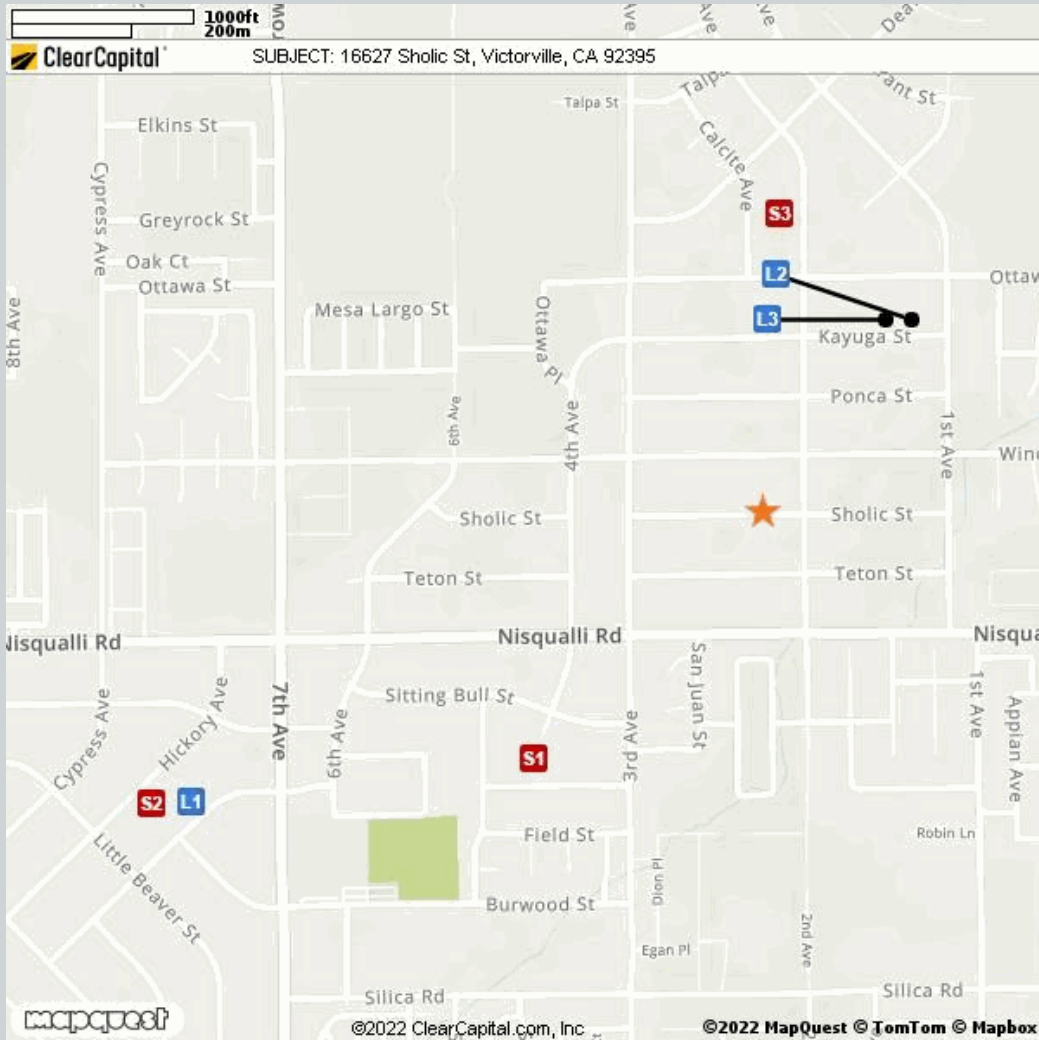 1000ft
200m
ClearCapital
SUBJECT: 16627 Sholic St, Victorville, CA 92395
Talpa St
Elkins St
Calcite Ave
Cypress Ave
S3
Greyrock St
Oak Ct
L2
Ottawa St
8th Ave
Mesa Largo St
Ottawa Pl
L3
Kayuga St
Ponca St
6th Ave
4th Ave
1st Ave
Sholic St
Sholic St
Teton St
Teton St
Nisqualli Rd
Nisqualli Rd
San Juan St
Sitting Bull St
Hickory Ave
7th Ave
6th Ave
3rd Ave
1st Ave
Appian Ave
Cypress Ave
S1
S2
L1
Field St
Robin Ln
Little Beaver St
Dion Pl
Burwood St
2nd Ave
Egan Pl
Silica Rd
Silica Rd
mapquest
©2022 ClearCapital.com, Inc
©2022 MapQuest © TomTom © Mapbox